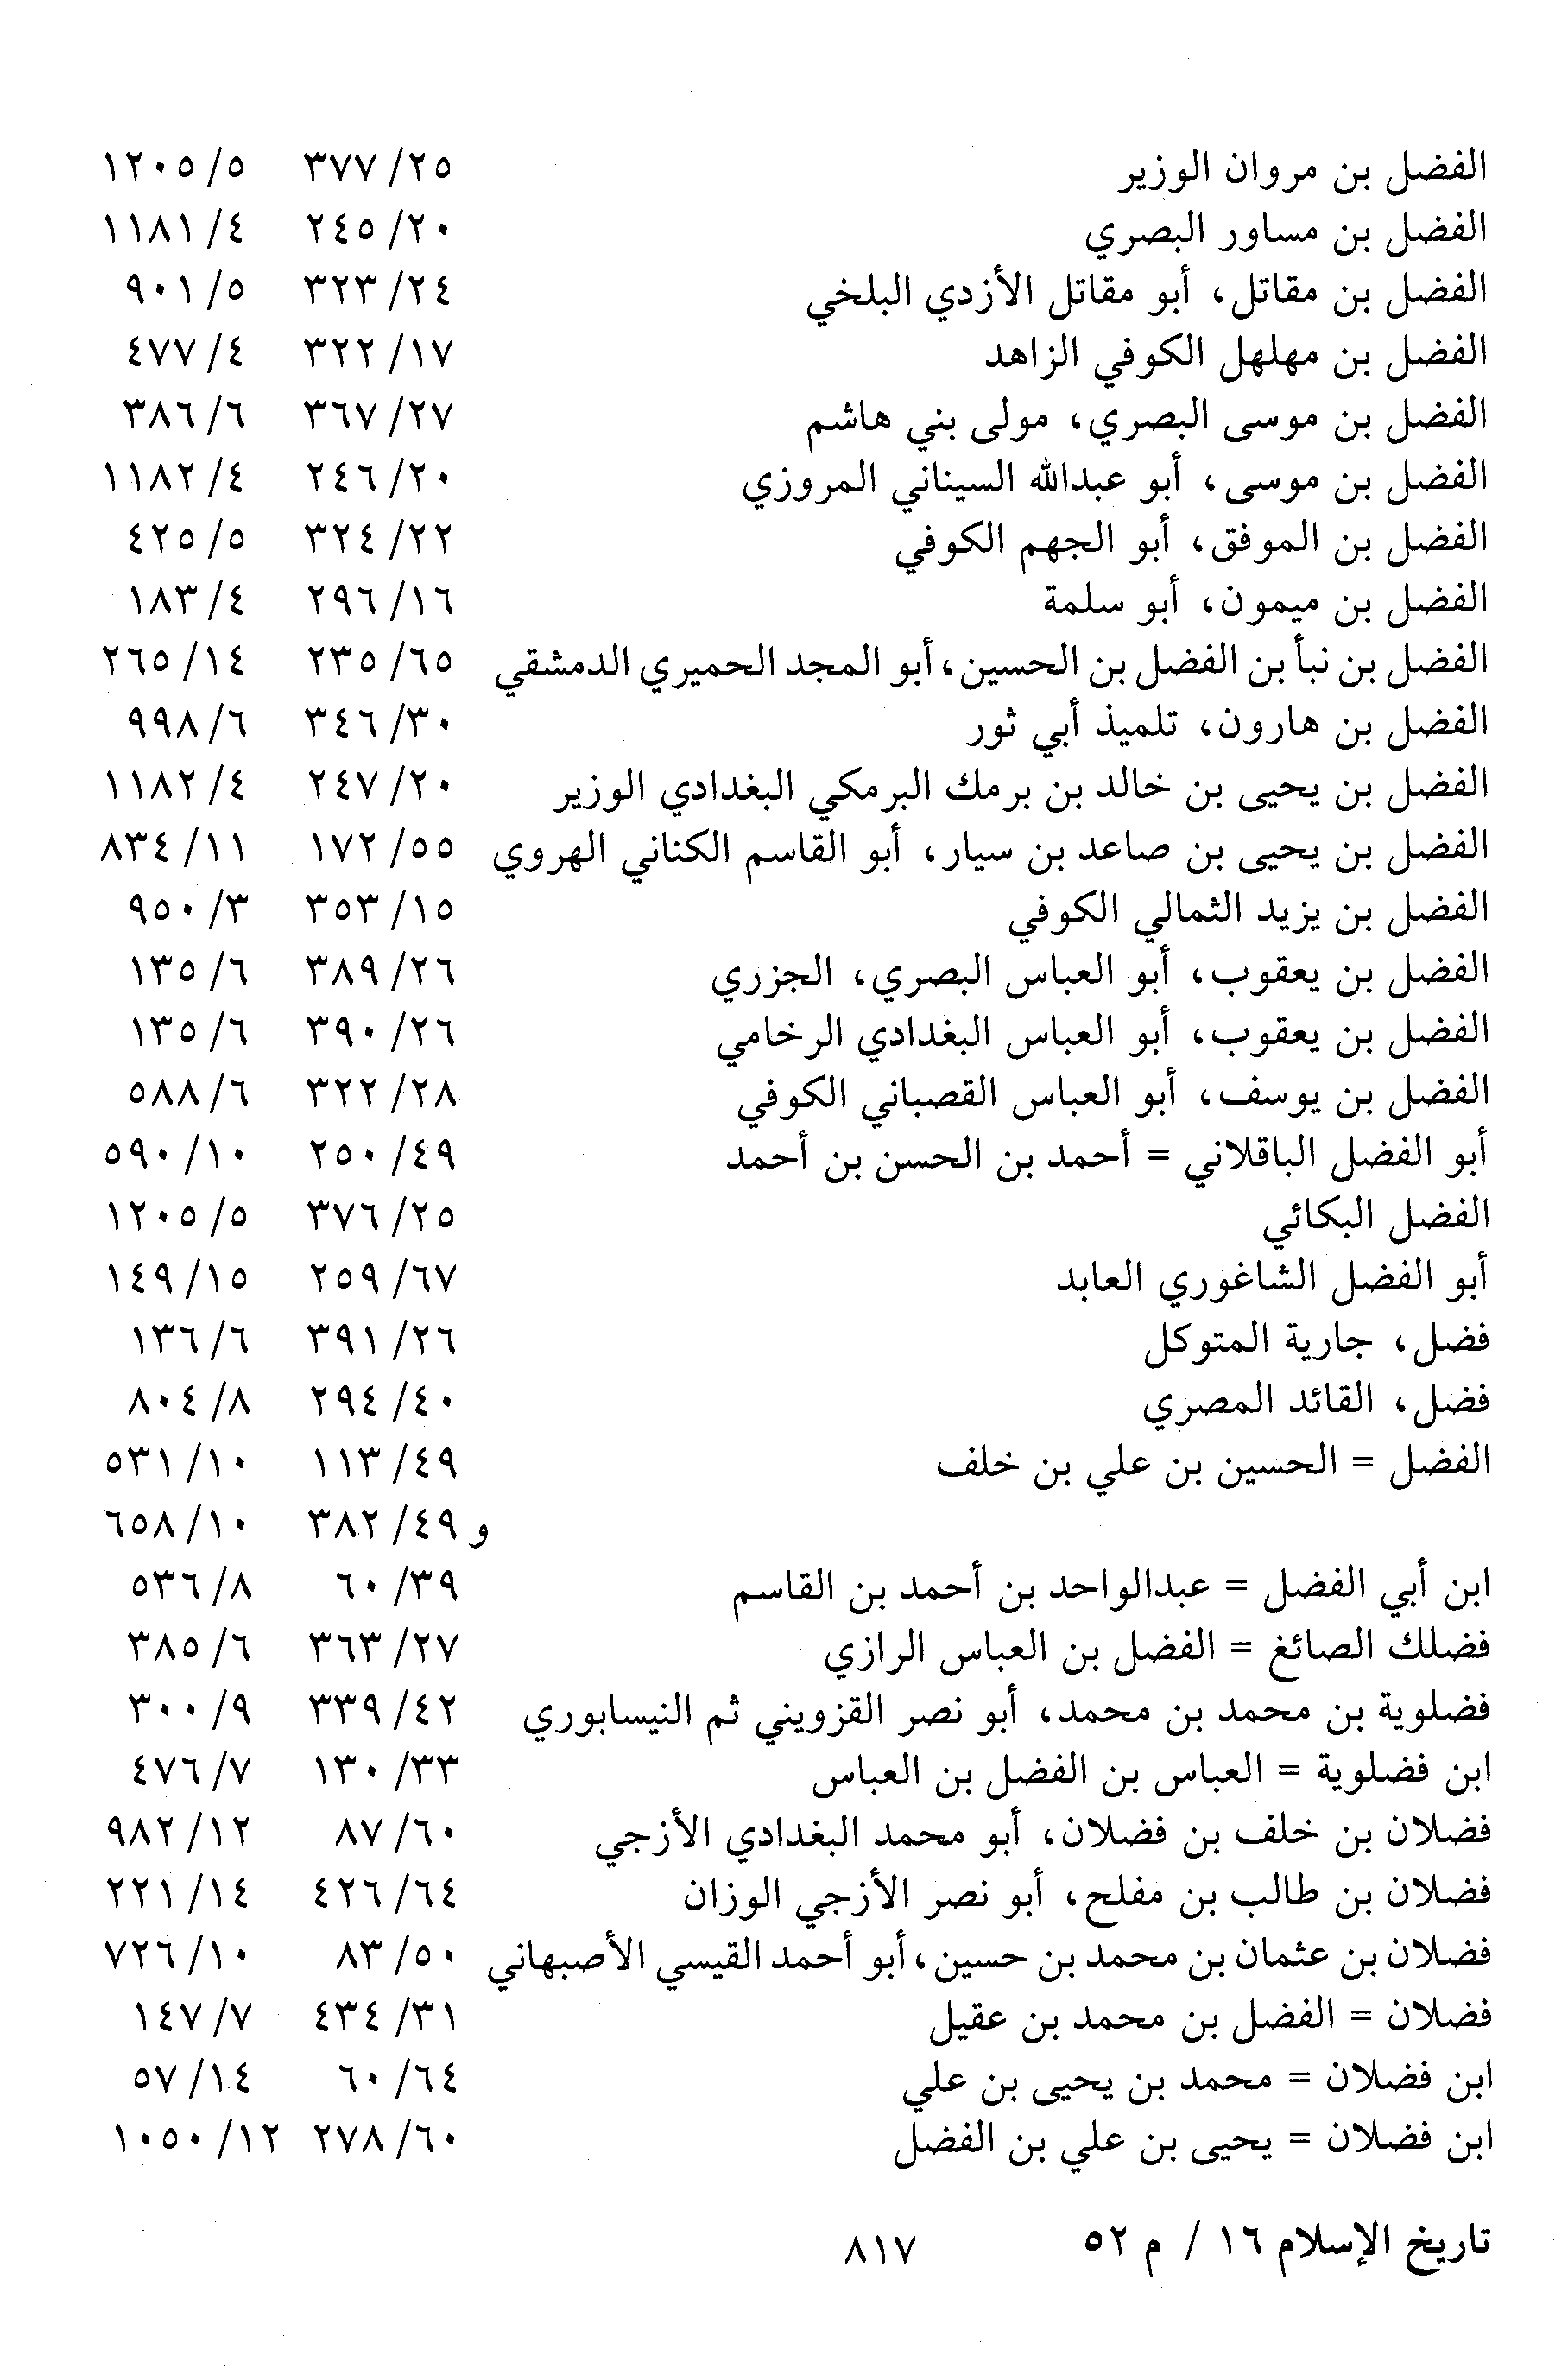 الفضل بن مروان الوزير ٢٥/ ٣٧٧ ٥/ ١٢٠٥
الفضل بن مساور البصري ٢٠/ ٢٤٥ ٤/ ١١٨١
الفضل بن مقاتل، أبو مقاتل الأزدي البلخي ٢٤/ ٣٢٣ ٥/ ٩٠١
الفضل بن مهلهل الكوفي الزاهد ١٧/ ٣٢٢ ٤/ ٤٧٧
الفضل بن موسى البصري، مولى بني هاشم ٢٧/ ٣٦٧ ٦/ ٣٨٦
الفضل بن موسى، أبو عبدالله السيناني المروزي ٢٠/ ٢٤٦ ٤/ ١١٨٢
الفضل بن الموفق، أبو الجهم الكوفي ٢٢/ ٣٢٤ ٥/ ٤٢٥
الفضل بن ميمون، أبو سلمة ١٦/ ٢٩٦ ٤/ ١٨٣
الفضل بن نبأ بن الفضل بن الحسين، أبو المجد الحميري الدمشقي ٦٥/ ٢٣٥ ١٤/ ٢٦٥
الفضل بن هارون، تلميذ أبي ثور ٣٠/ ٣٤٦ ٦/ ٩٩٨
الفضل بن يحيى بن خالد بن برمك البرمكي البغدادي الوزير ٢٠/ ٢٤٧ ٤/ ١١٨٢
الفضل بن يحيى بن صاعد بن سيار، أبو القاسم الكناني الهروي ٥٥/ ١٧٢ ١١/ ٨٣٤
الفضل بن يزيد الثمالي الكوفي ١٥/ ٣٥٣ ٣/ ٩٥٠
الفضل بن يعقوب، أبو العباس البصري، الجزري ٢٦/ ٣٨٩ ٦/ ١٣٥
الفضل بن يعقوب، أبو العباس البغدادي الرخامي ٢٦/ ٣٩٠ ٦/ ١٣٥
الفضل بن يوسف، أبو العباس القصباني الكوفي ٢٨/ ٣٢٢ ٦/ ٥٨٨
أبو الفضل الباقلاني = أحمد بن الحسن بن أحمد ٤٩/ ٢٥٠ ١٠/ ٥٩٠
الفضل البكائي ٢٥/ ٣٧٦ ٥/ ١٢٠٥
أبو الفضل الشاغوري العابد ٦٧/ ٢٥٩ ١٥/ ١٤٩
فضل، جارية المتوكل ٢٦/ ٣٩١ ٦/ ١٣٦
فضل، القائد المصري ٤٠/ ٢٩٤ ٨/ ٨٠٤
الفضل = الحسين بن علي بن خلف ٤٩/ ١١٣ ١٠/ ٥٣١
و ٤٩/ ٣٨٢ ١٠/ ٦٥٨
ابن أبي الفضل = عبدالواحد بن أحمد بن القاسم ٣٩/ ٦٠ ٨/ ٥٣٦
فضلك الصائغ = الفضل بن العباس الرازي ٢٧/ ٣٦٣ ٦/ ٣٨٥
فضلوية بن محمد بن محمد، أبو نصر القزويني ثم النيسابوري ٤٢/ ٣٣٩ ٩/ ٣٠٠
ابن فضلوية = العباس بن الفضل بن العباس ٣٣/ ١٣٠ ٧/ ٤٧٦
فضلان بن خلف بن فضلان، أبو محمد البغدادي الأزجي ٦٠/ ٨٧ ١٢/ ٩٨٢
فضلان بن طالب بن مفلح، أبو نصر الأزجي الوزان ٦٤/ ٤٢٦ ١٤/ ٢٢١
فضلان بن عثمان بن محمد بن حسين، أبو أحمد القيسي الأصبهاني ٥٠/ ٨٣ ١٠/ ٧٢٦
فضلان = الفضل بن محمد بن عقيل ٣١/ ٤٣٤ ٧/ ١٤٧
ابن فضلان = محمد بن يحيى بن علي ٦٤/ ٦٠ ١٤/ ٥٧
ابن فضلان = يحيى بن علي بن الفضل ٦٠/ ٢٧٨ ١٢/ ١٠٥٠
تاريخ الإسلام ١٦ / م ٥٢ ٨١٧